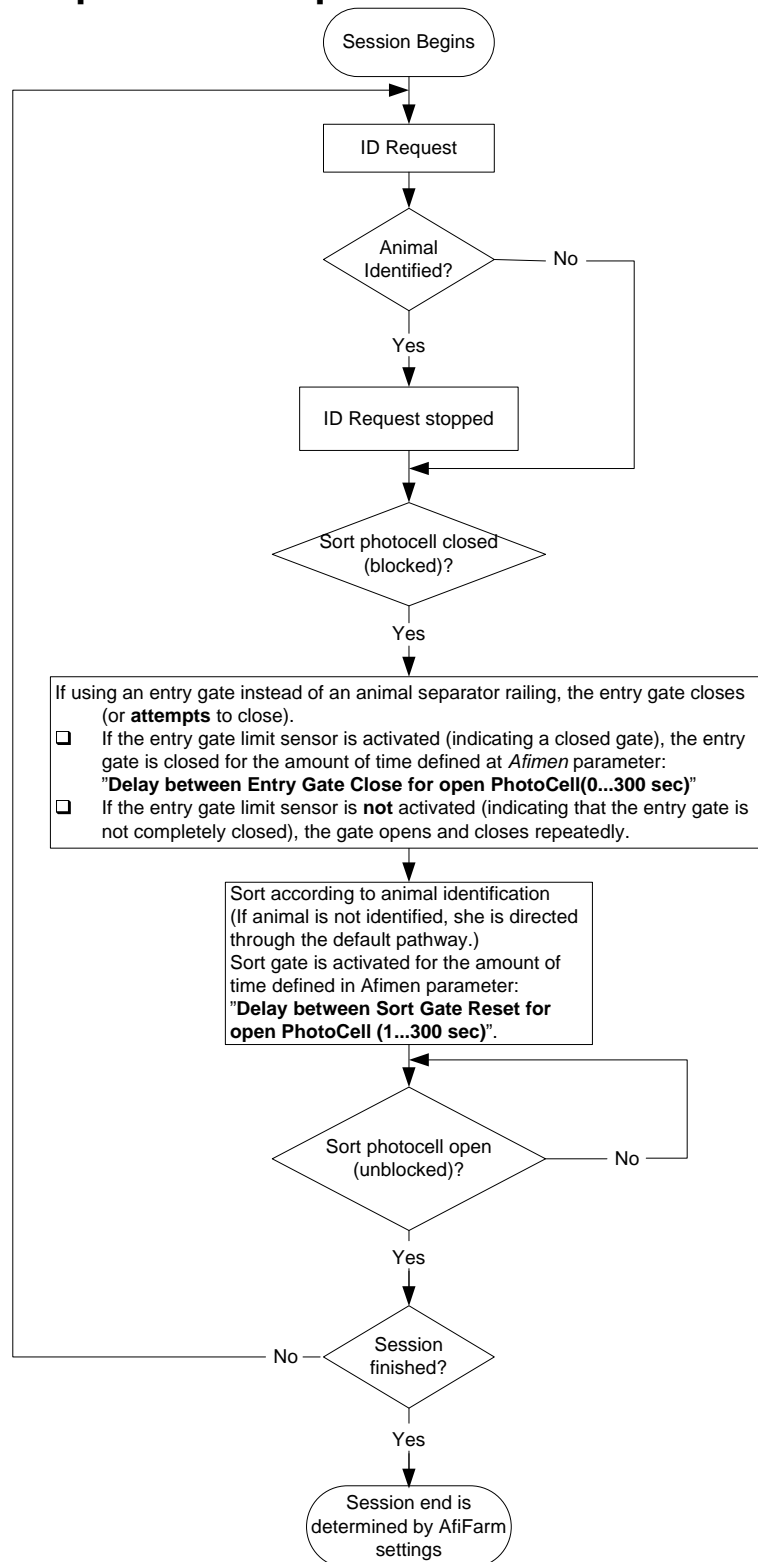 Session Begins
ID Request
Animal
Identified?
No
Yes
ID Request stopped
Sort photocell closed
(blocked)?
Yes
If using an entry gate instead of an animal separator railing, the entry gate closes
(or attempts to close).
❑ If the entry gate limit sensor is activated (indicating a closed gate), the entry
gate is closed for the amount of time defined at Afimen parameter:
"Delay between Entry Gate Close for open PhotoCell(0...300 sec)"
❑ If the entry gate limit sensor is not activated (indicating that the entry gate is
not completely closed), the gate opens and closes repeatedly.
Sort according to animal identification
(If animal is not identified, she is directed
through the default pathway.)
Sort gate is activated for the amount of
time defined in Afimen parameter:
"Delay between Sort Gate Reset for
open PhotoCell (1...300 sec)".
Sort photocell open
(unblocked)?
No
Yes
Session
finished?
No
Yes
Session end is
determined by AfiFarm
settings